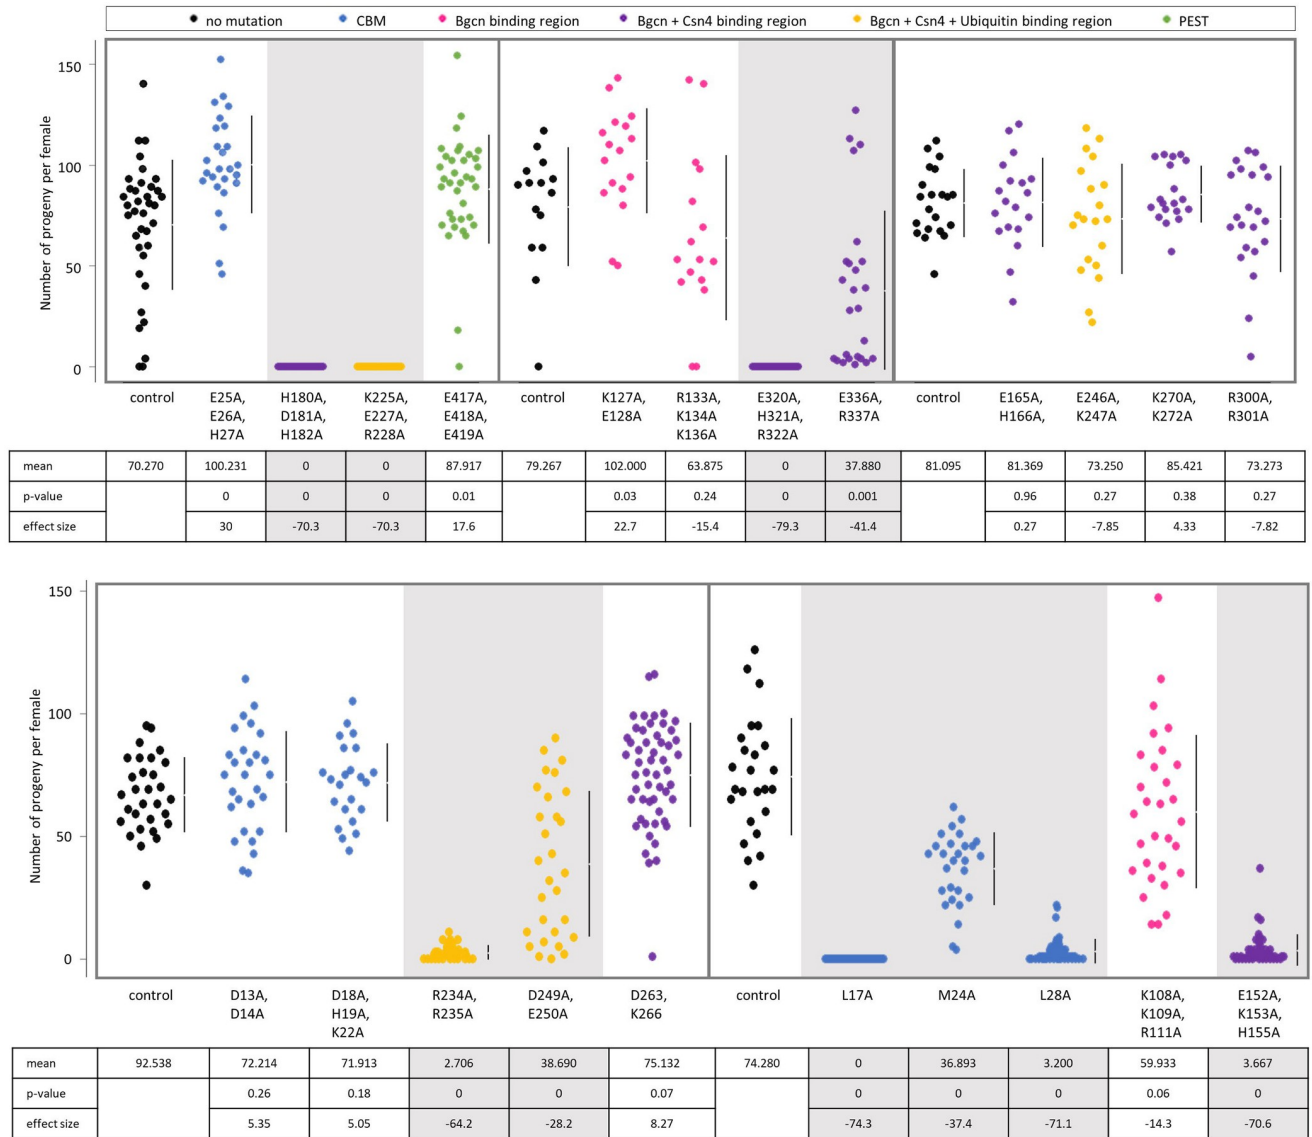 no mutation CBM Bgcn binding region Bgcn + Csn4 binding region Bgcn + Csn4 + Ubiquitin binding region PEST
Number of progeny per female
150
100
50
0
control E25A, H180A, K225A, E417A, control K127A, R133A, E320A, E336A, control E165A, E246A, K270A, R300A,
E26A, D181A, E227A, E418A, E128A K134A H321A, R337A H166A, K247A K272A R301A
H27A H182A R228A E419A K136A R322A
mean 70.270 100.231 0 0 87.917 79.267 102.000 63.875 0 37.880 81.095 81.369 73.250 85.421 73.273
p-value 0 0 0 0.01 0.03 0.24 0 0.001 0.96 0.27 0.38 0.27
effect size 30 -70.3 -70.3 17.6 22.7 -15.4 -79.3 -41.4 0.27 -7.85 4.33 -7.82
Number of progeny per female
150
100
50
0
control D13A, D18A, R234A, D249A, D263, control L17A M24A L28A K108A, E152A,
D14A H19A, R235A E250A K266 K109A, K153A,
K22A R111A H155A
mean 92.538 72.214 71.913 2.706 38.690 75.132 74.280 0 36.893 3.200 59.933 3.667
p-value 0.26 0.18 0 0 0.07 0 0 0 0.06 0
effect size 5.35 5.05 -64.2 -28.2 8.27 -74.3 -37.4 -71.1 -14.3 -70.6